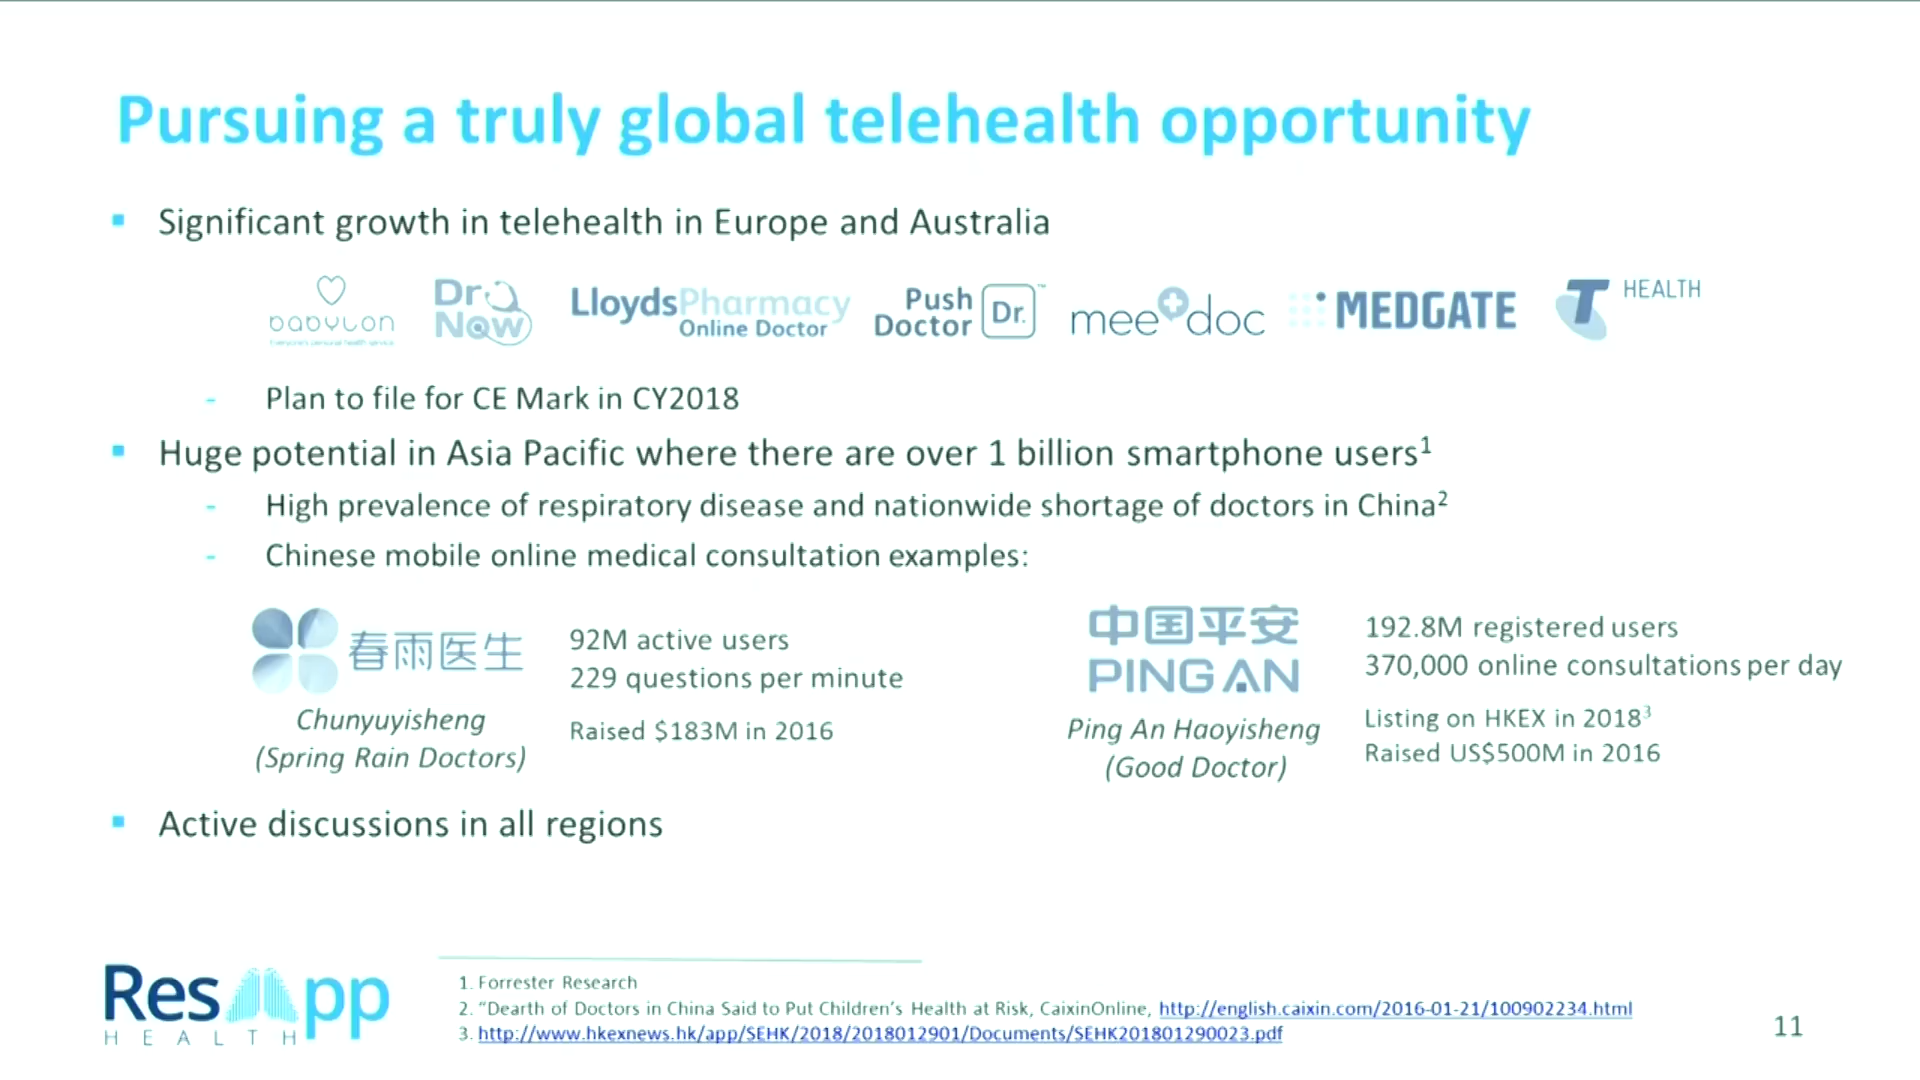 Pursuing a truly global telehealth opportunity
Significant growth in telehealth in Europe and Australia
babylon
Everyone's personal health service
Dr Now
LloydsPharmacy
Online Doctor
Push Doctor Dr.™
meedoc
MEDGATE
T HEALTH
- Plan to file for CE Mark in CY2018
Huge potential in Asia Pacific where there are over 1 billion smartphone users1
- High prevalence of respiratory disease and nationwide shortage of doctors in China2
- Chinese mobile online medical consultation examples:
春雨医生
Chunyuyisheng
(Spring Rain Doctors)
92M active users
229 questions per minute
Raised $183M in 2016
中国平安
PING AN
Ping An Haoyisheng
(Good Doctor)
192.8M registered users
370,000 online consultations per day
Listing on HKEX in 20183
Raised US$500M in 2016
Active discussions in all regions
ResApp
HEALTH
1. Forrester Research
2. “Dearth of Doctors in China Said to Put Children’s Health at Risk, CaixinOnline, http://english.caixin.com/2016-01-21/100902234.html
3. http://www.hkexnews.hk/app/SEHK/2018/2018012901/Documents/SEHK201801290023.pdf
11